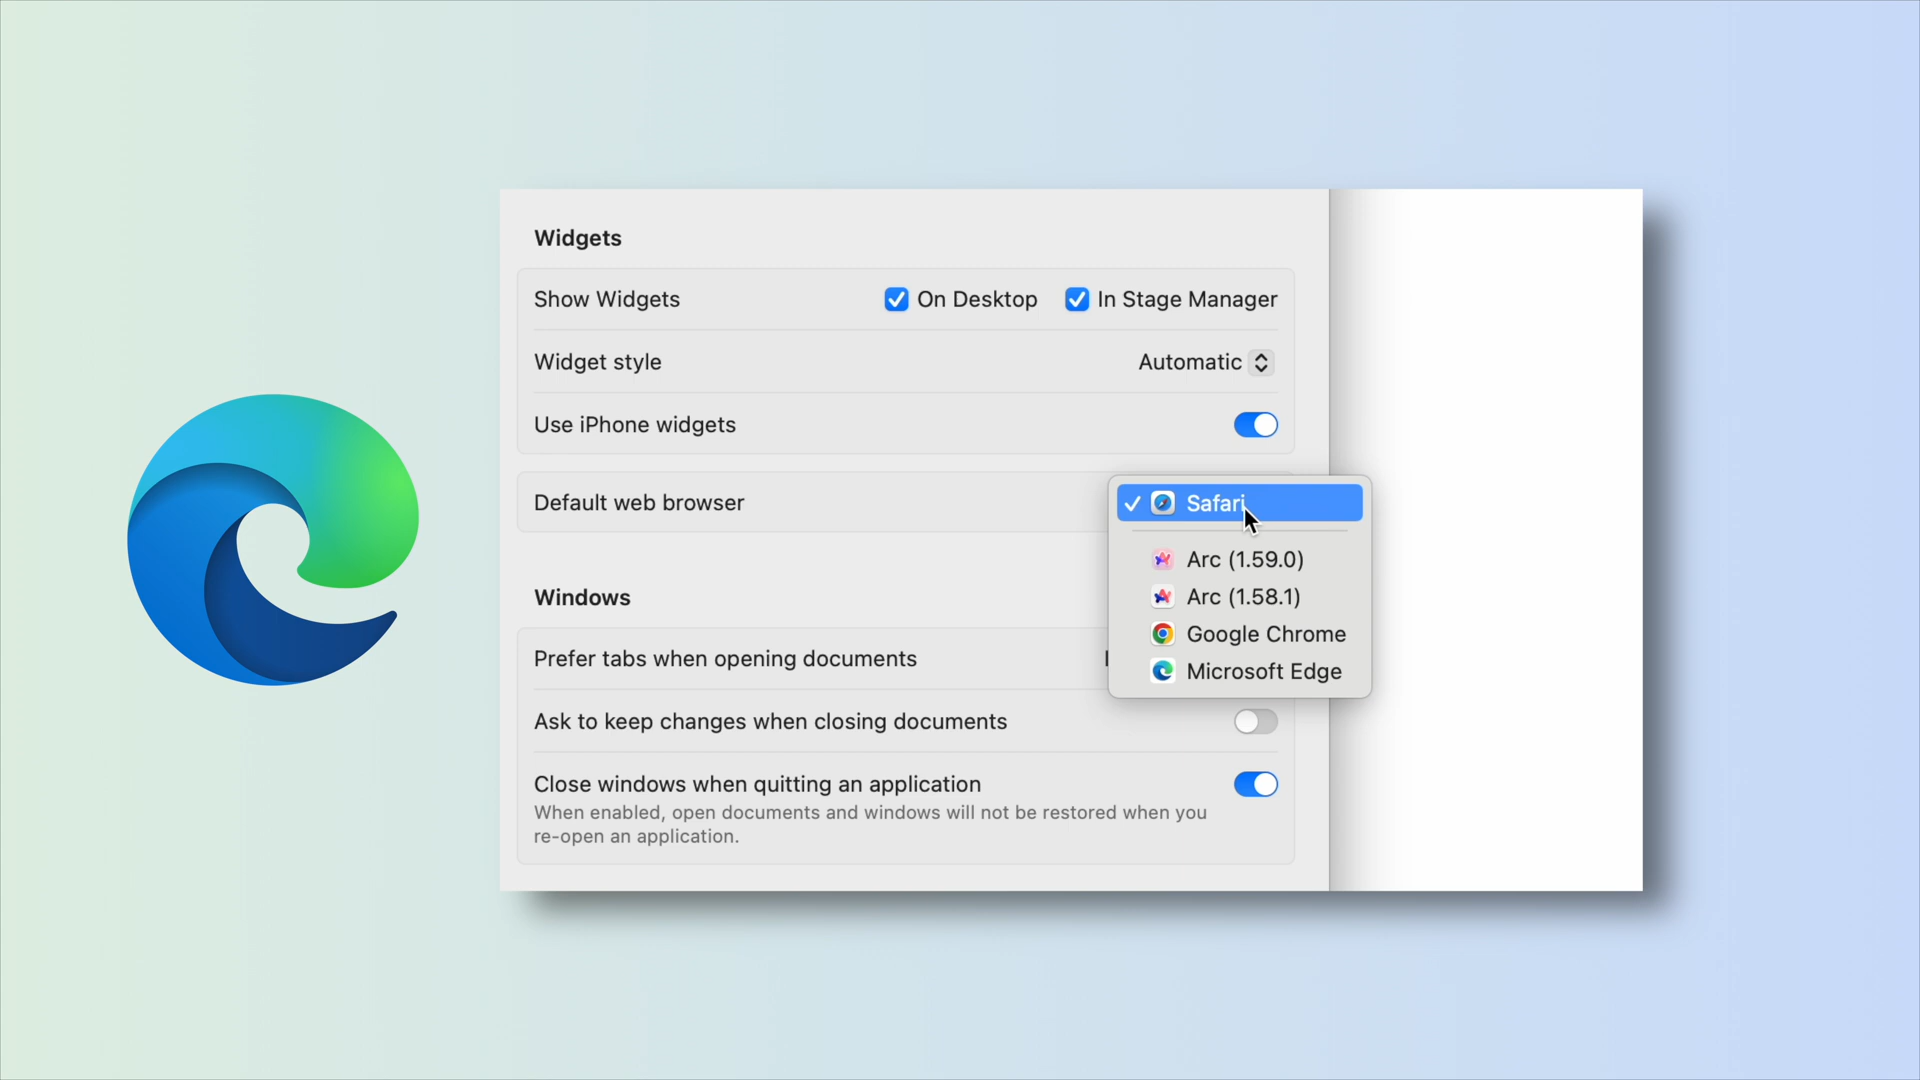 Widgets
Show Widgets On Desktop In Stage Manager
Widget style Automatic
Use iPhone widgets
Default web browser Safari
Arc (1.59.0)
Arc (1.58.1)
Windows Google Chrome
Prefer tabs when opening documents Microsoft Edge
Ask to keep changes when closing documents
Close windows when quitting an application
When enabled, open documents and windows will not be restored when you
re-open an application.